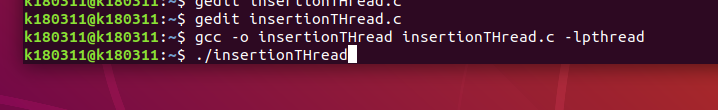 k180311@k180311:~$ gedit insertionTHread.c
k180311@k180311:~$ gedit insertionTHread.c
k180311@k180311:~$ gcc -o insertionTHread insertionTHread.c -lpthread
k180311@k180311:~$ ./insertionTHread